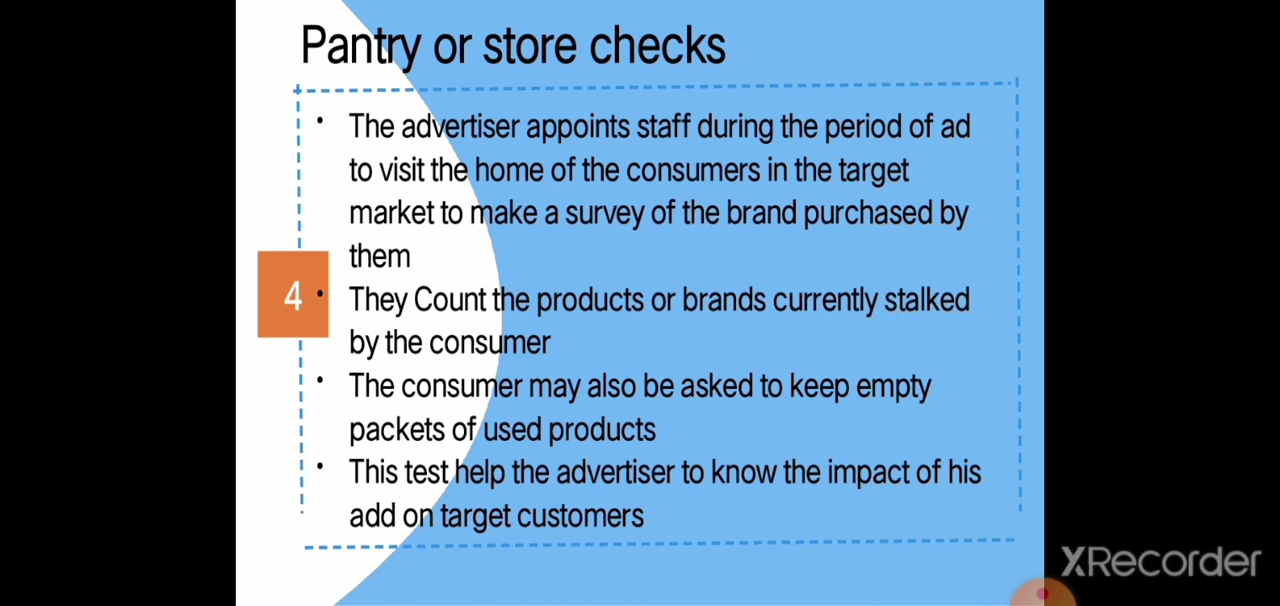 Pantry or store checks
• The advertiser appoints staff during the period of ad
to visit the home of the consumers in the target
market to make a survey of the brand purchased by
them
4
• They Count the products or brands currently stalked
by the consumer
• The consumer may also be asked to keep empty
packets of used products
• This test help the advertiser to know the impact of his
add on target customers
XRecorder